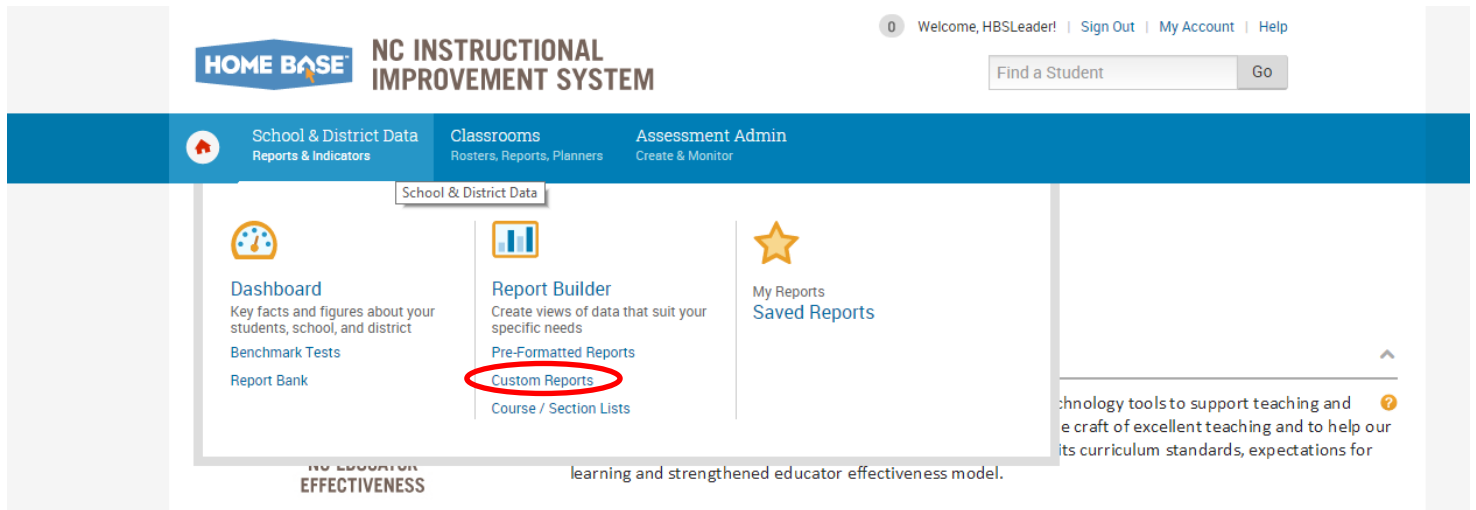 0 Welcome, HBSLeader! | Sign Out | My Account | Help
HOME BASE
NC INSTRUCTIONAL
IMPROVEMENT SYSTEM
Find a Student Go
School & District Data
Reports & Indicators
Classrooms
Rosters, Reports, Planners
Assessment Admin
Create & Monitor
School & District Data
Dashboard
Key facts and figures about your
students, school, and district
Benchmark Tests
Report Bank
Report Builder
Create views of data that suit your
specific needs
Pre-Formatted Reports
Custom Reports
Course / Section Lists
My Reports
Saved Reports
tools to support teaching and
craft of excellent teaching and to help our
its curriculum standards, expectations for
EFFECTIVENESS
learning and strengthened educator effectiveness model.